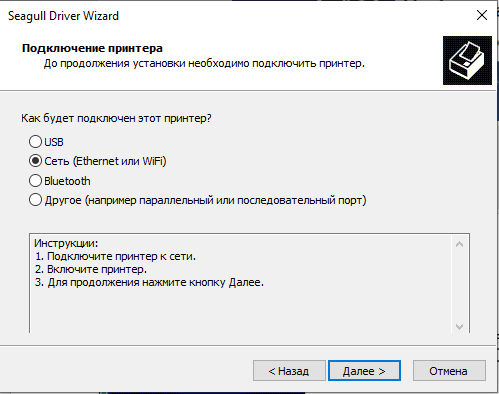 Seagull Driver Wizard
Подключение принтера
До продолжения установки необходимо подключить принтер.
Как будет подключен этот принтер?
USB
Сеть (Ethernet или WiFi)
Bluetooth
Другое (например параллельный или последовательный порт)
Инструкции:
1. Подключите принтер к сети.
2. Включите принтер.
3. Для продолжения нажмите кнопку Далее.
< Назад
Далее >
Отмена